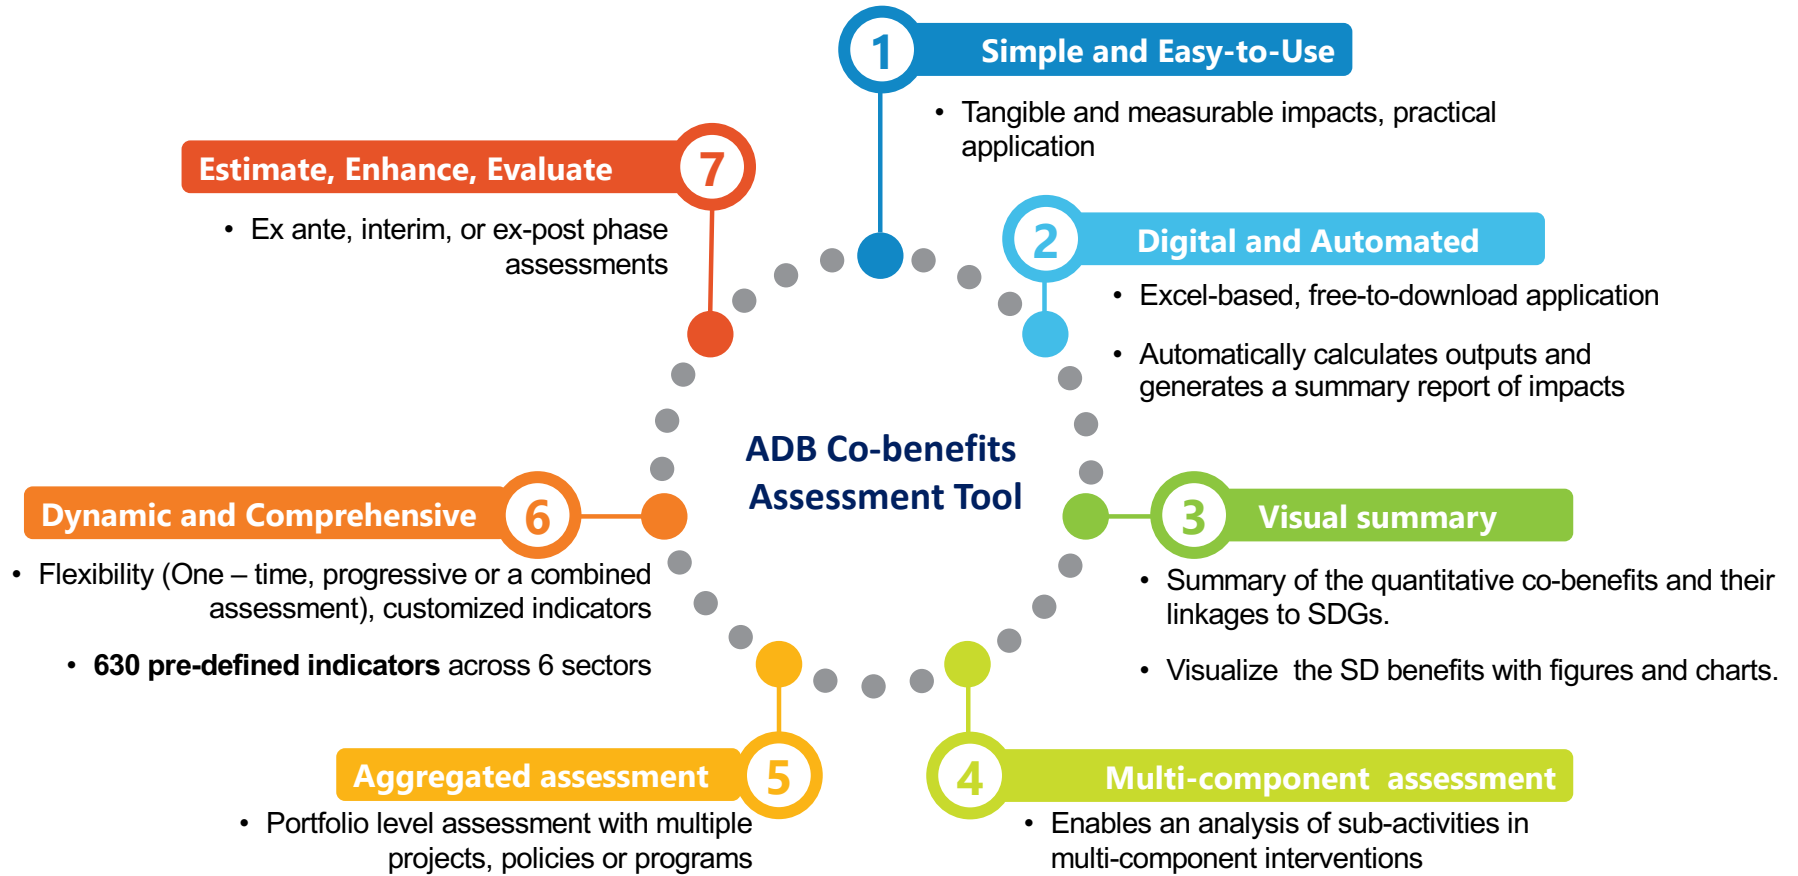 1
Simple and Easy-to-Use
• Tangible and measurable impacts, practical
application
2
Digital and Automated
• Excel-based, free-to-download application
• Automatically calculates outputs and
generates a summary report of impacts
3
Visual summary
• Summary of the quantitative co-benefits and their
linkages to SDGs.
• Visualize  the SD benefits with figures and charts.
4
Multi-component  assessment
• Enables an analysis of sub-activities in
multi-component interventions
5
Aggregated assessment
• Portfolio level assessment with multiple
projects, policies or programs
6
Dynamic and Comprehensive
• Flexibility (One – time, progressive or a combined
assessment), customized indicators
• 630 pre-defined indicators across 6 sectors
7
Estimate, Enhance, Evaluate
• Ex ante, interim, or ex-post phase
assessments
ADB Co-benefits
Assessment Tool